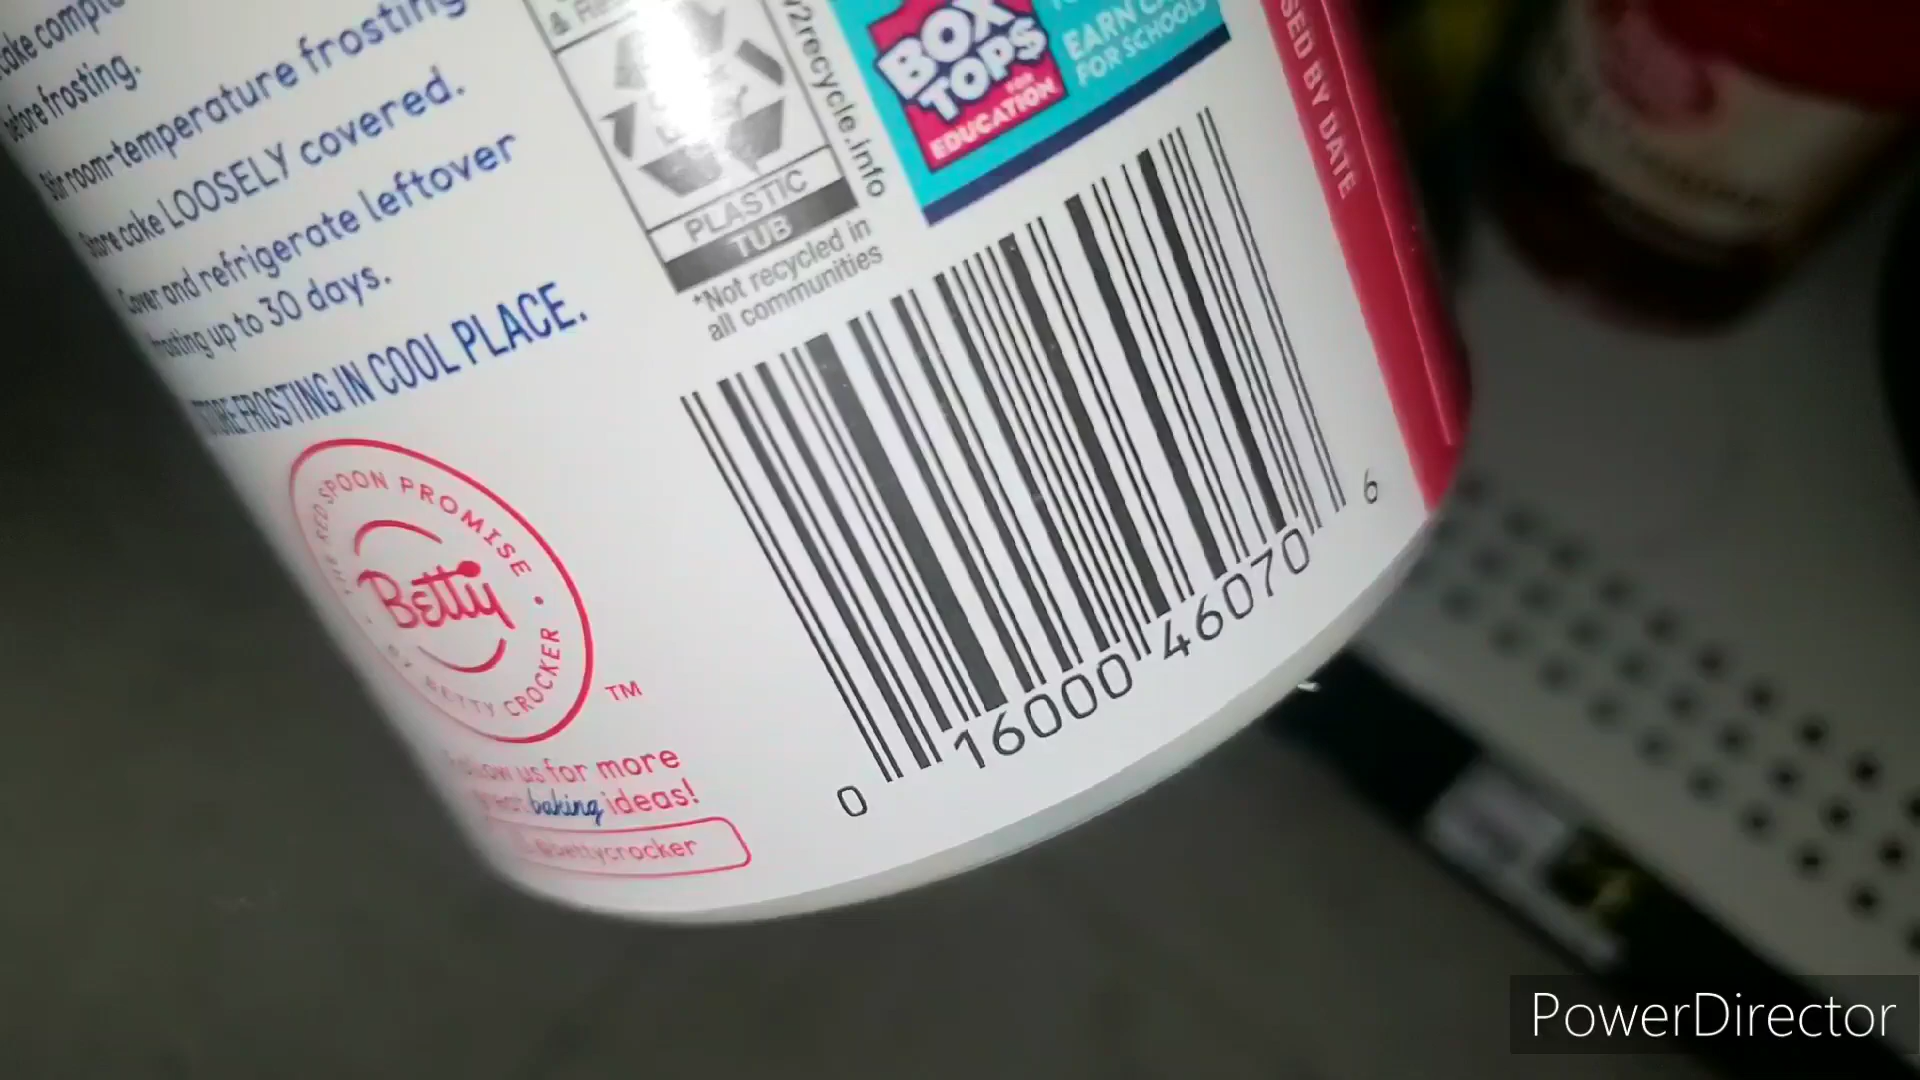 before frosting.
Stir room-temperature frosting
Store cake LOOSELY covered.
Cover and refrigerate leftover
frosting up to 30 days.
STORE FROSTING IN COOL PLACE.
THE RED SPOON PROMISE
Betty
BETTY CROCKER
TM
Follow us for more
baking ideas!
@bettycrocker
PLASTIC
TUB
*Not recycled in
all communities
BOX
TOPS
FOR
EDUCATION
EARN
FOR SCHOOLS
BY DATE
0 16000 46070 6
PowerDirector